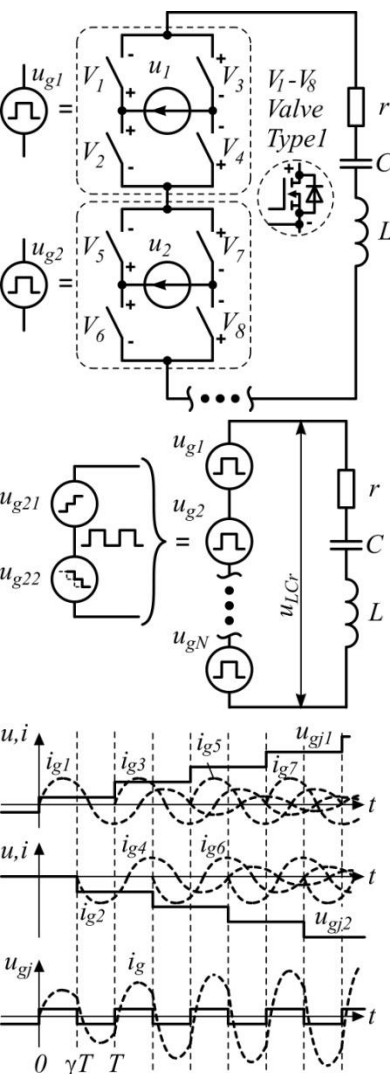 u_g1
=
V_1
u_1
V_3
V_2
V_4
V_1-V_8
Valve
Type1
r
C
L
u_g2
=
V_5
u_2
V_7
V_6
V_8
u_g1
u_g2
u_gN
u_g21
u_g22
=
u_LCr
r
C
L
u,i
i_g1
i_g3
i_g5
i_g7
u_gj1
t
u,i
i_g2
i_g4
i_g6
u_gj2
t
u_gj
i_g
t
0 γT T